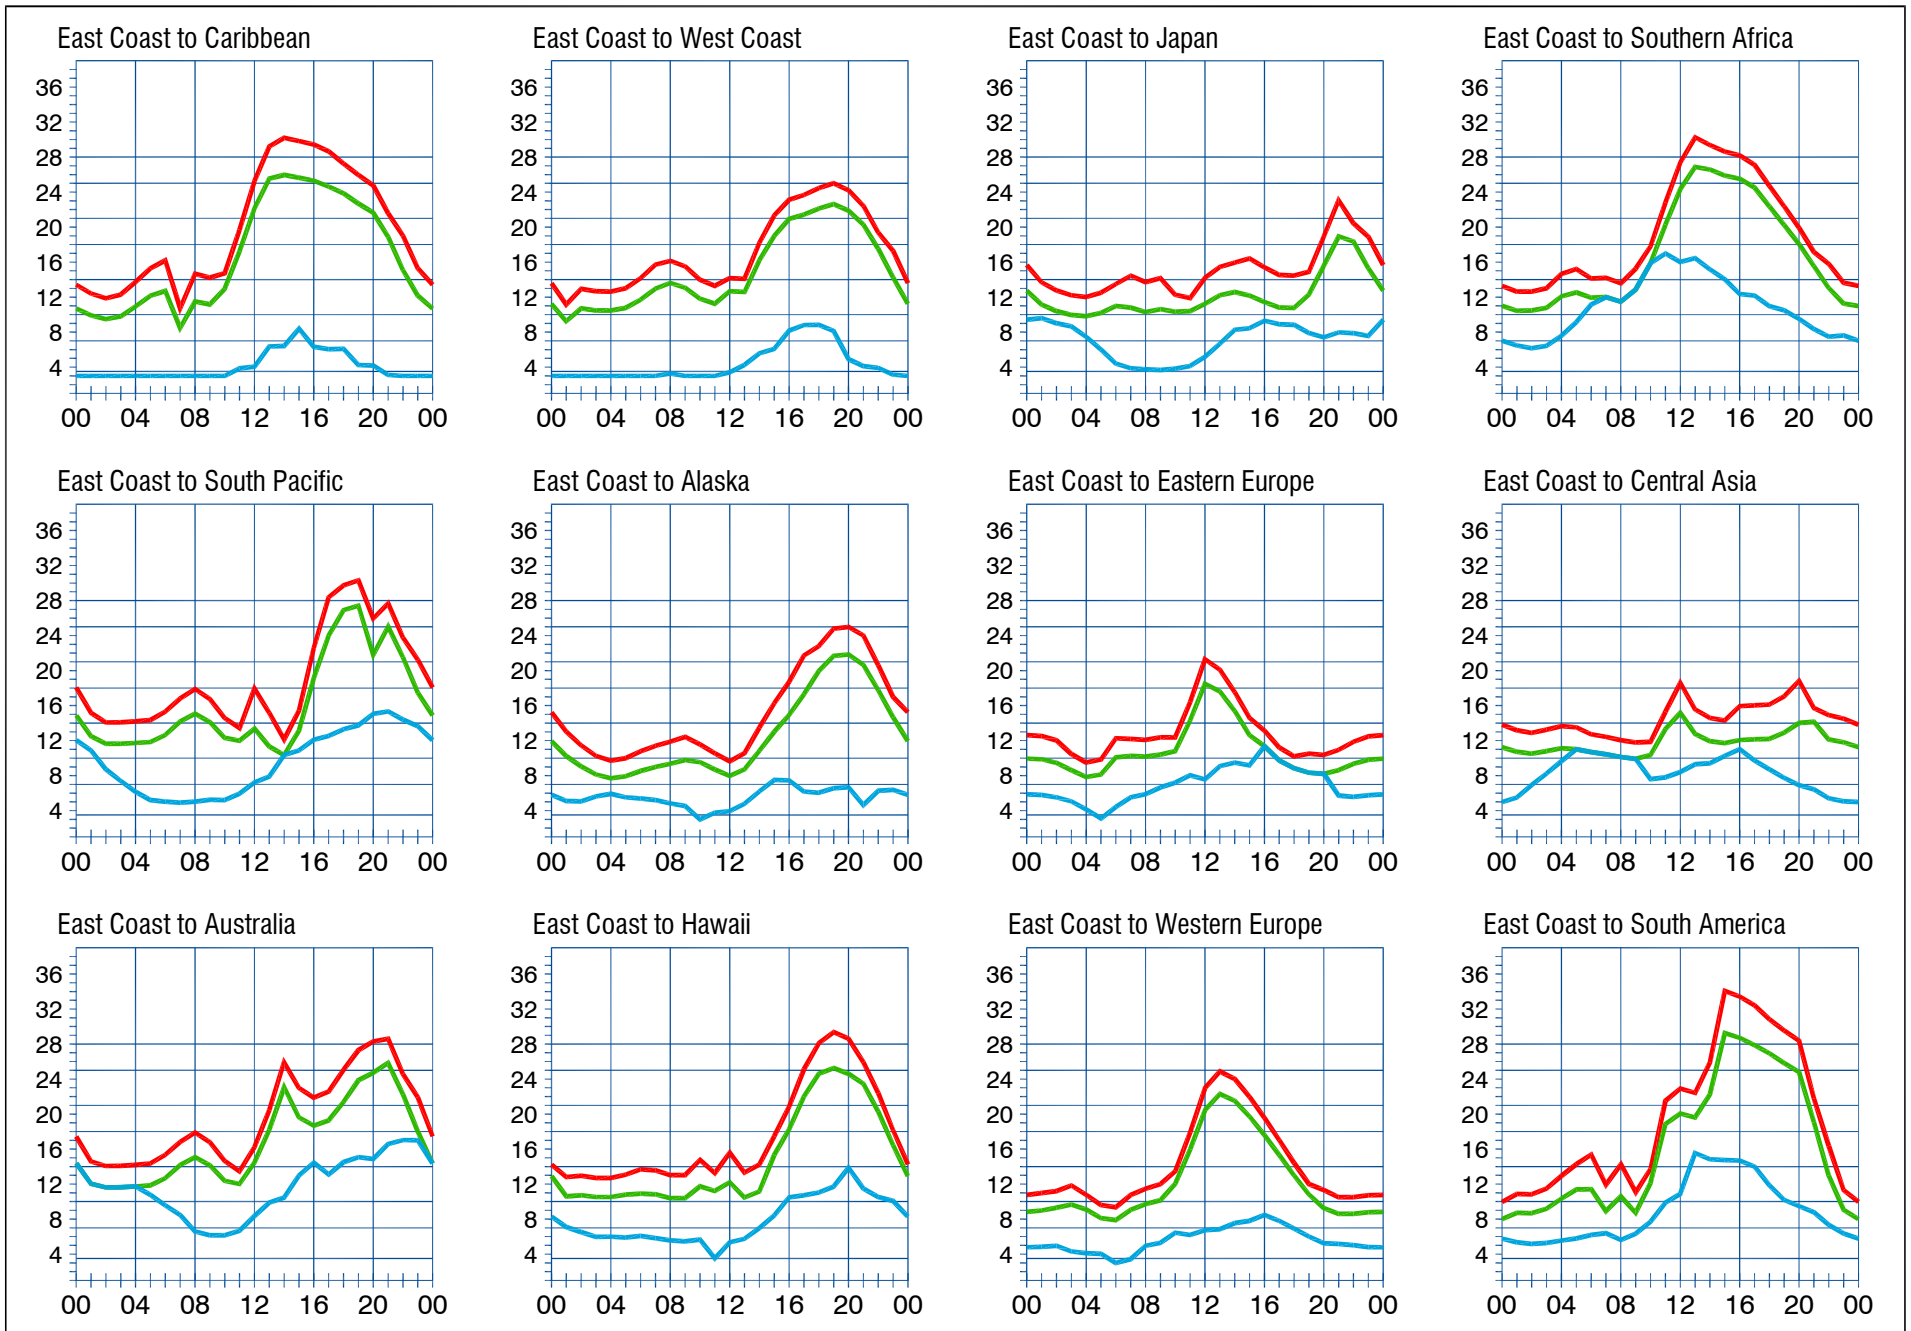 East Coast to Caribbean
East Coast to West Coast
East Coast to Japan
East Coast to Southern Africa
36 36 36 36
32 32 32 32
28 28 28 28
24 24 24 24
20 20 20 20
16 16 16 16
12 12 12 12
8 8 8 8
4 4 4 4
00 04 08 12 16 20 00 00 04 08 12 16 20 00 00 04 08 12 16 20 00 00 04 08 12 16 20 00
East Coast to South Pacific
East Coast to Alaska
East Coast to Eastern Europe
East Coast to Central Asia
36 36 36 36
32 32 32 32
28 28 28 28
24 24 24 24
20 20 20 20
16 16 16 16
12 12 12 12
8 8 8 8
4 4 4 4
00 04 08 12 16 20 00 00 04 08 12 16 20 00 00 04 08 12 16 20 00 00 04 08 12 16 20 00
East Coast to Australia
East Coast to Hawaii
East Coast to Western Europe
East Coast to South America
36 36 36 36
32 32 32 32
28 28 28 28
24 24 24 24
20 20 20 20
16 16 16 16
12 12 12 12
8 8 8 8
4 4 4 4
00 04 08 12 16 20 00 00 04 08 12 16 20 00 00 04 08 12 16 20 00 00 04 08 12 16 20 00